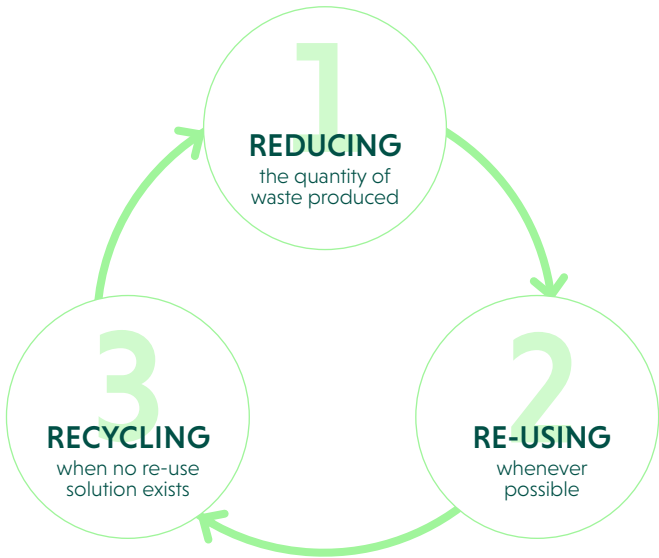 1
REDUCING
the quantity of
waste produced
2
RE-USING
whenever
possible
3
RECYCLING
when no re-use
solution exists